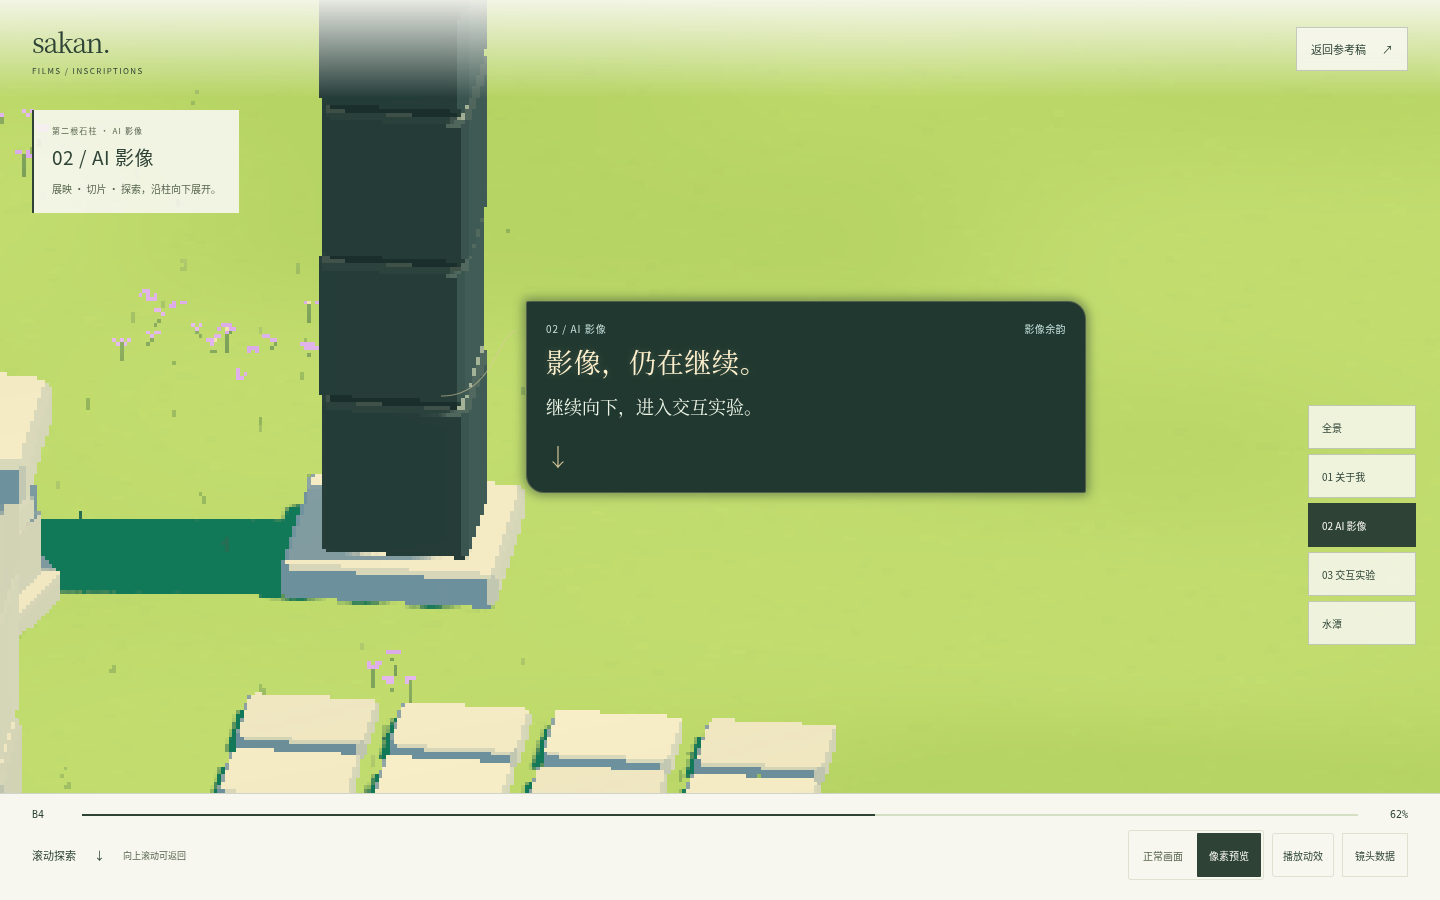 sakan.
FILMS / INSCRIPTIONS
返回参考稿 ↗
第二根石柱 · AI 影像
02 / AI 影像
展映 · 切片 · 探索，沿柱向下展开。
02 / AI 影像
影像余韵
影像，仍在继续。
继续向下，进入交互实验。
↓
全景
01 关于我
02 AI 影像
03 交互实验
水潭
B4
62%
滚动探索 ↓ 向上滚动可返回
正常画面
像素预览
播放动效
镜头数据